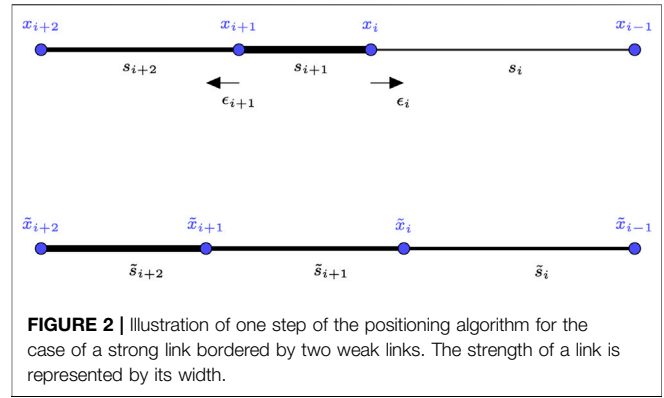 x_{i+2} x_{i+1} x_i x_{i−1}
s_{i+2} s_{i+1} s_i
ϵ_{i+1} ϵ_i
x̃_{i+2} x̃_{i+1} x̃_i x̃_{i−1}
s̃_{i+2} s̃_{i+1} s̃_i
FIGURE 2 | Illustration of one step of the positioning algorithm for the
case of a strong link bordered by two weak links. The strength of a link is
represented by its width.